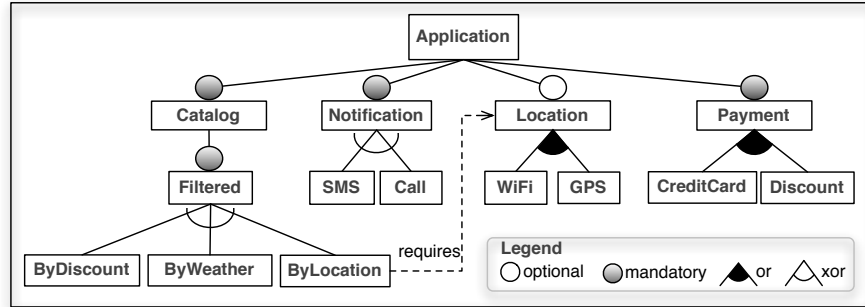 Application
Catalog Notification Location Payment
Filtered SMS Call WiFi GPS CreditCard Discount
ByDiscount ByWeather ByLocation requires
Legend
optional mandatory or xor